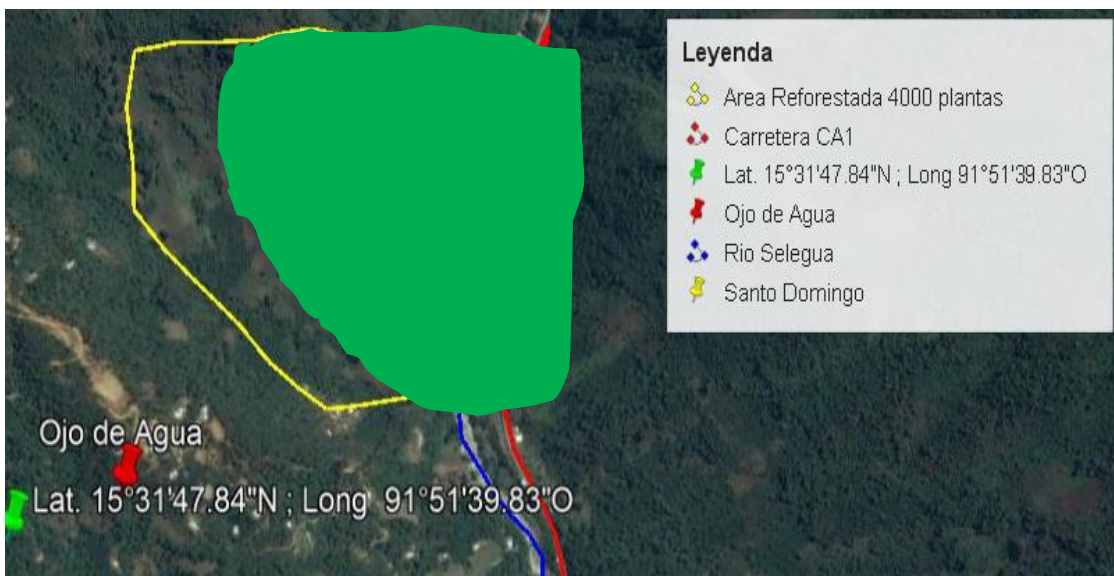 Leyenda
Area Reforestada 4000 plantas
Carretera CA1
Lat. 15°31'47.84"N ; Long 91°51'39.83"O
Ojo de Agua
Rio Selegua
Santo Domingo
Ojo de Agua
Lat. 15°31'47.84"N ; Long 91°51'39.83"O